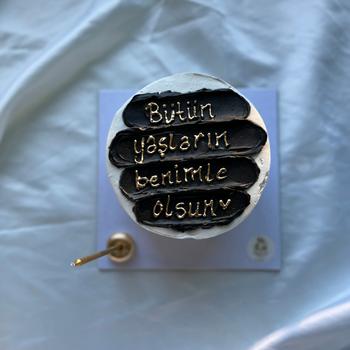 Bütün
yaşların
benimle
olsun♥